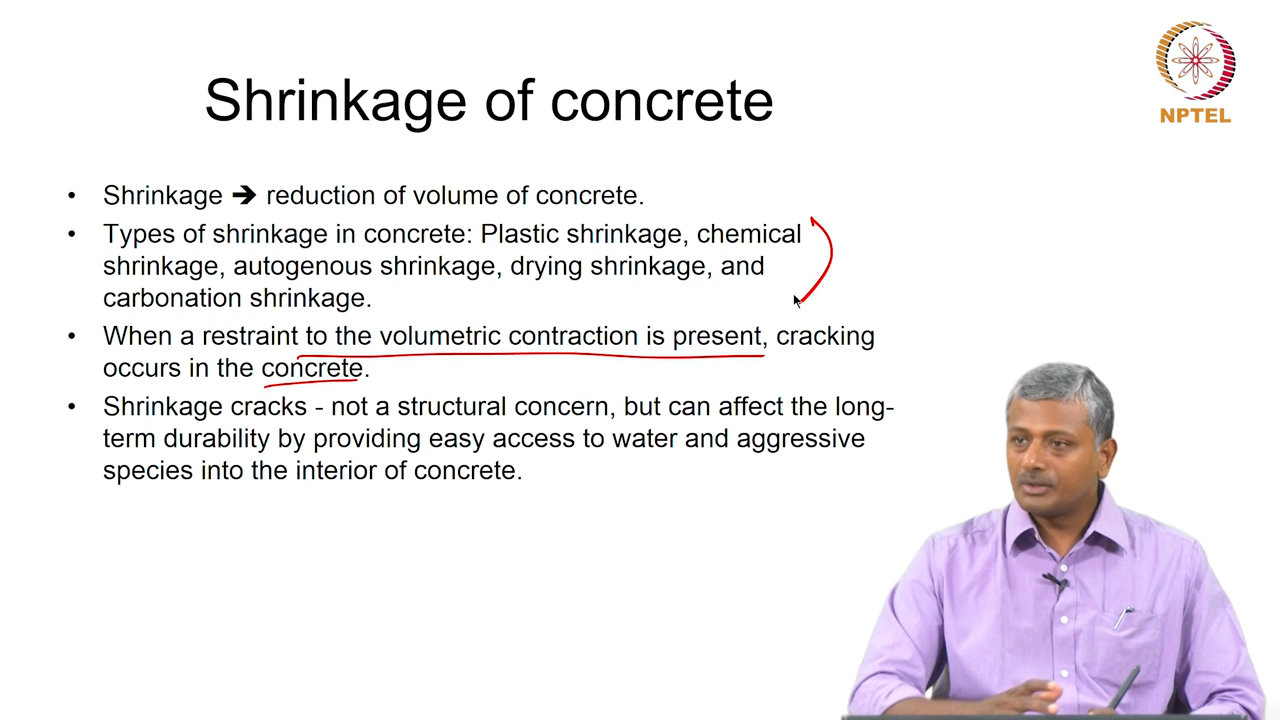 NPTEL
Shrinkage of concrete
• Shrinkage ➔ reduction of volume of concrete.
• Types of shrinkage in concrete: Plastic shrinkage, chemical
shrinkage, autogenous shrinkage, drying shrinkage, and
carbonation shrinkage.
• When a restraint to the volumetric contraction is present, cracking
occurs in the concrete.
• Shrinkage cracks - not a structural concern, but can affect the long-
term durability by providing easy access to water and aggressive
species into the interior of concrete.